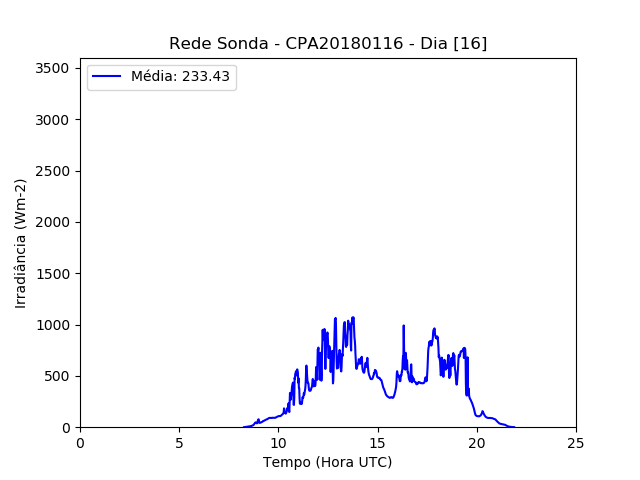 Rede Sonda - CPA20180116 - Dia [16]
Média: 233.43
3500
3000
2500
2000
1500
1000
500
0
Irradiância (Wm-2)
0 5 10 15 20 25
Tempo (Hora UTC)